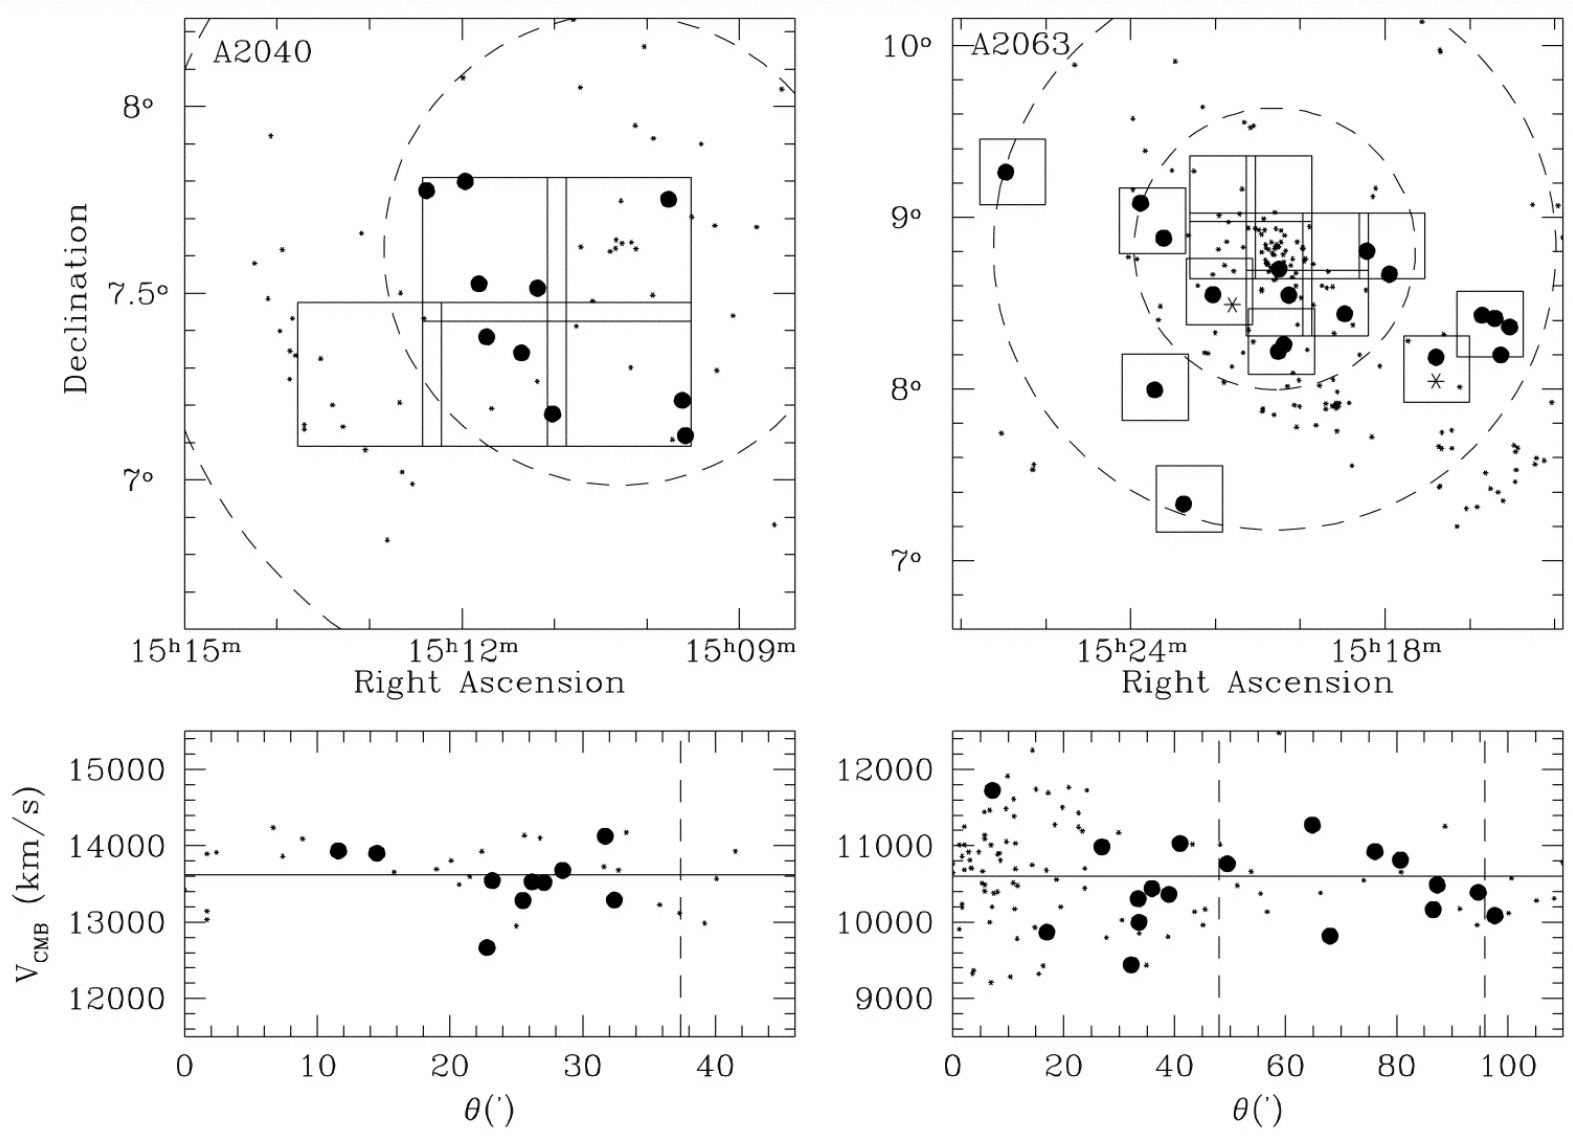 A2040
8°
7.5°
7°
Declination
15ʰ15ᵐ 15ʰ12ᵐ 15ʰ09ᵐ
Right Ascension
A2063
10°
9°
8°
7°
15ʰ24ᵐ 15ʰ18ᵐ
Right Ascension
15000
14000
13000
12000
V_CMB (km/s)
0 10 20 30 40
θ(')
12000
11000
10000
9000
0 20 40 60 80 100
θ(')